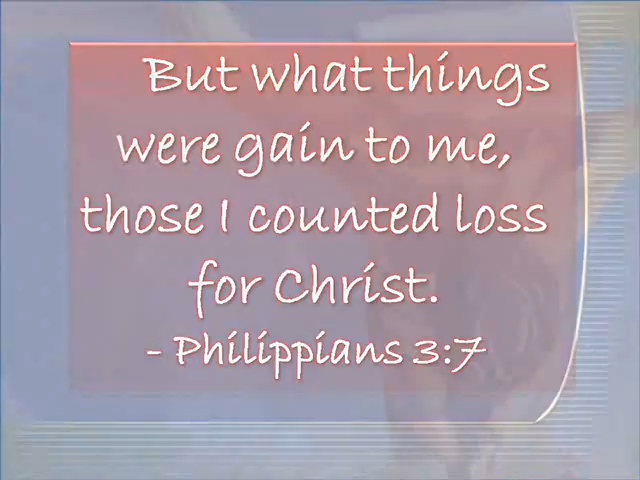 But what things
were gain to me,
those I counted loss
for Christ.
- Philippians 3:7